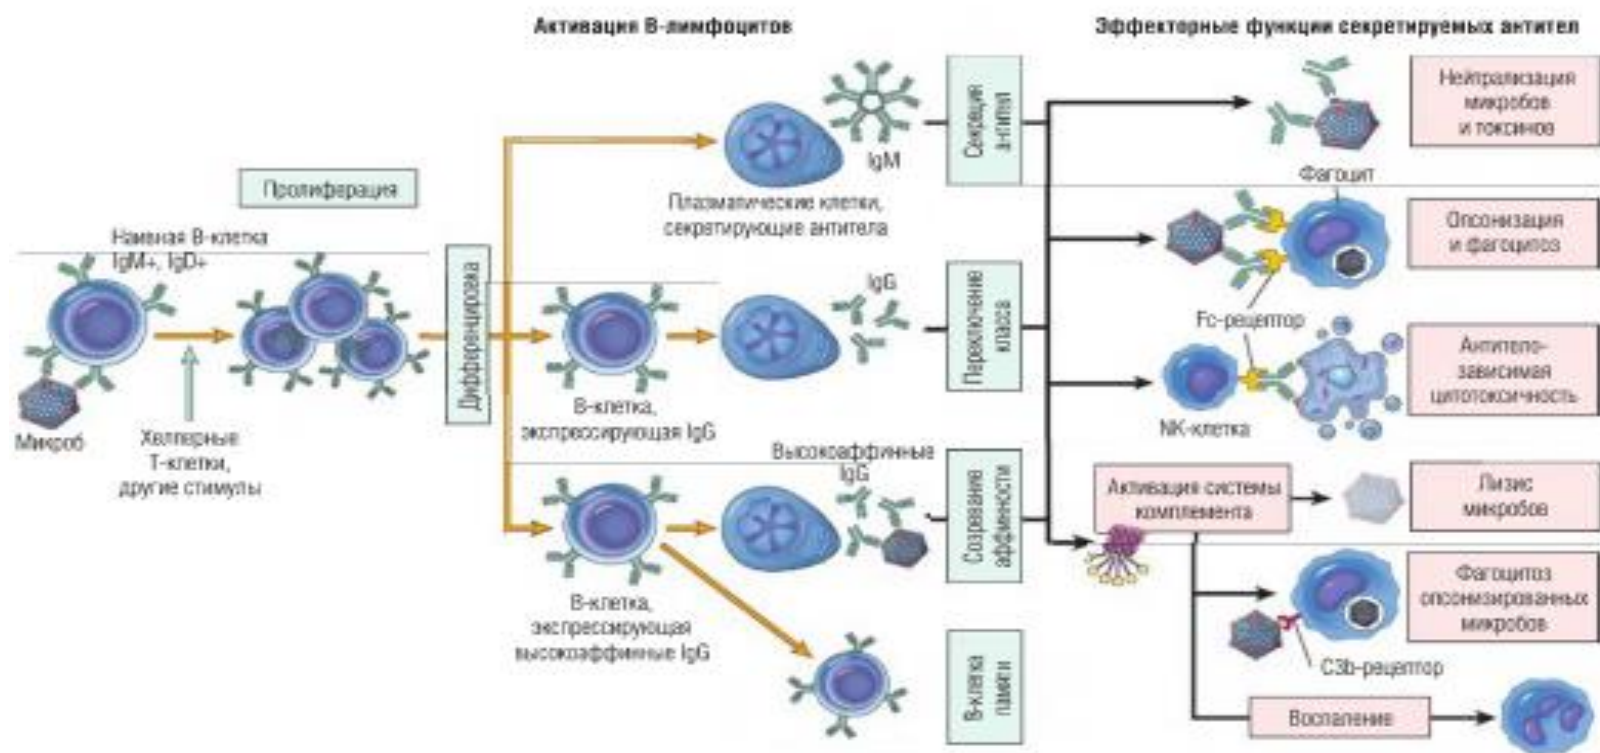 Активация В-лимфоцитов
Эффекторные функции секретируемых антител
Пролиферация
Наивная В-клетка
IgM+, IgD+
Микроб
Хелперные
Т-клетки,
другие стимулы
Дифференцировка
IgM
Плазматические клетки,
секретирующие антитела
Секреция
антител
IgG
В-клетка,
экспрессирующая IgG
Переключение
класса
Высокоаффинные
IgG
В-клетка,
экспрессирующая
высокоаффинные IgG
Созревание
аффинности
В-клетка
памяти
Нейтрализация
микробов
и токсинов
Фагоцит
Опсонизация
и фагоцитоз
Fc-рецептор
NK-клетка
Антитело-
зависимая
цитотоксичность
Активация системы
комплемента
Лизис
микробов
Фагоцитоз
опсонизированных
микробов
C3b-рецептор
Воспаление